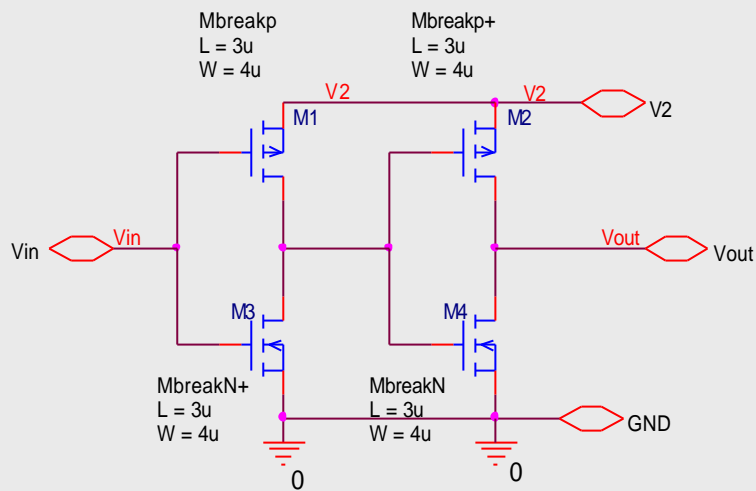 Mbreakp
L = 3u
W = 4u
Mbreakp+
L = 3u
W = 4u
V2
V2
V2
M1
M2
Vin
Vin
Vout
Vout
M3
M4
MbreakN+
L = 3u
W = 4u
MbreakN
L = 3u
W = 4u
GND
0
0